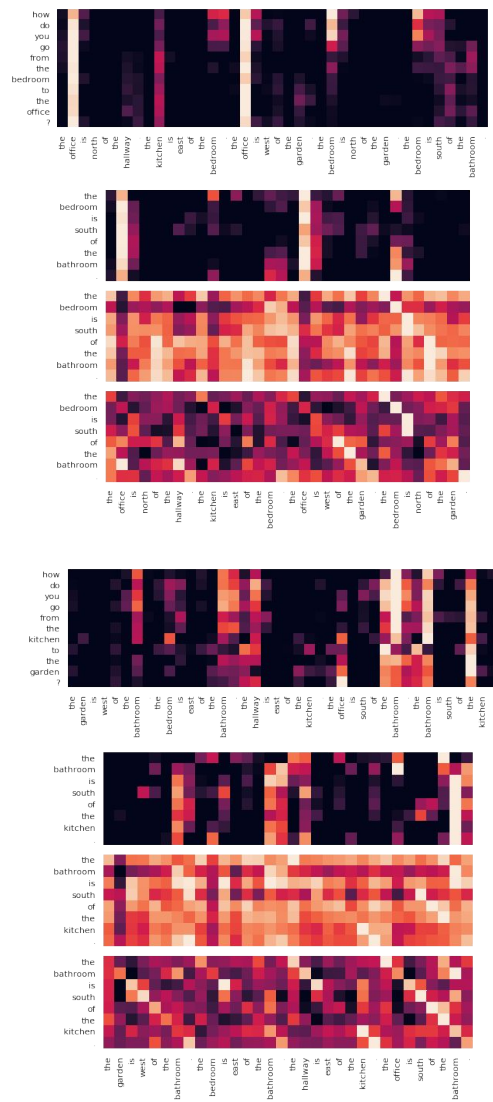 how
do
you
go
from
the
bedroom
to
the
office
?
the office is north of the hallway . the kitchen is east of the bedroom . the office is west of the garden . the bedroom is north of the garden . the bedroom is south of the bathroom .
the
bedroom
is
south
of
the
bathroom
.
the
bedroom
is
south
of
the
bathroom
.
the
bedroom
is
south
of
the
bathroom
.
the office is north of the hallway . the kitchen is east of the bedroom . the office is west of the garden . the bedroom is north of the garden .
how
do
you
go
from
the
kitchen
to
the
garden
?
the garden is west of the bathroom . the bedroom is east of the bathroom . the hallway is east of the kitchen . the office is south of the bathroom . the bathroom is south of the kitchen
the
bathroom
is
south
of
the
kitchen
.
the
bathroom
is
south
of
the
kitchen
.
the
bathroom
is
south
of
the
kitchen
.
the garden is west of the bathroom . the bedroom is east of the bathroom . the hallway is east of the kitchen . the office is south of the bathroom .